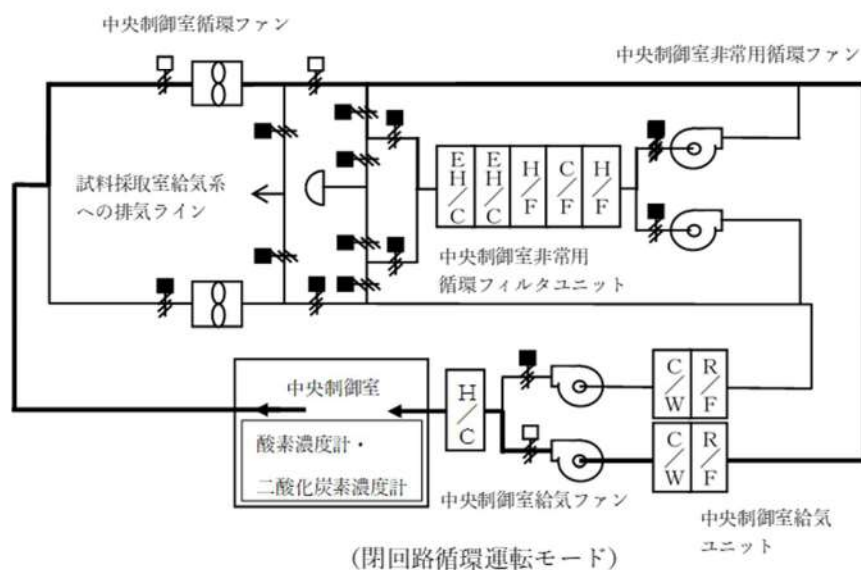 中央制御室循環ファン
中央制御室非常用循環ファン
試料採取室給気系
への排気ライン
EH/C
EH/C
H/F
C/F
H/F
中央制御室非常用
循環フィルタユニット
中央制御室
酸素濃度計・
二酸化炭素濃度計
H/C
C/W
R/F
C/W
R/F
中央制御室給気ファン
中央制御室給気
ユニット
(閉回路循環運転モード)